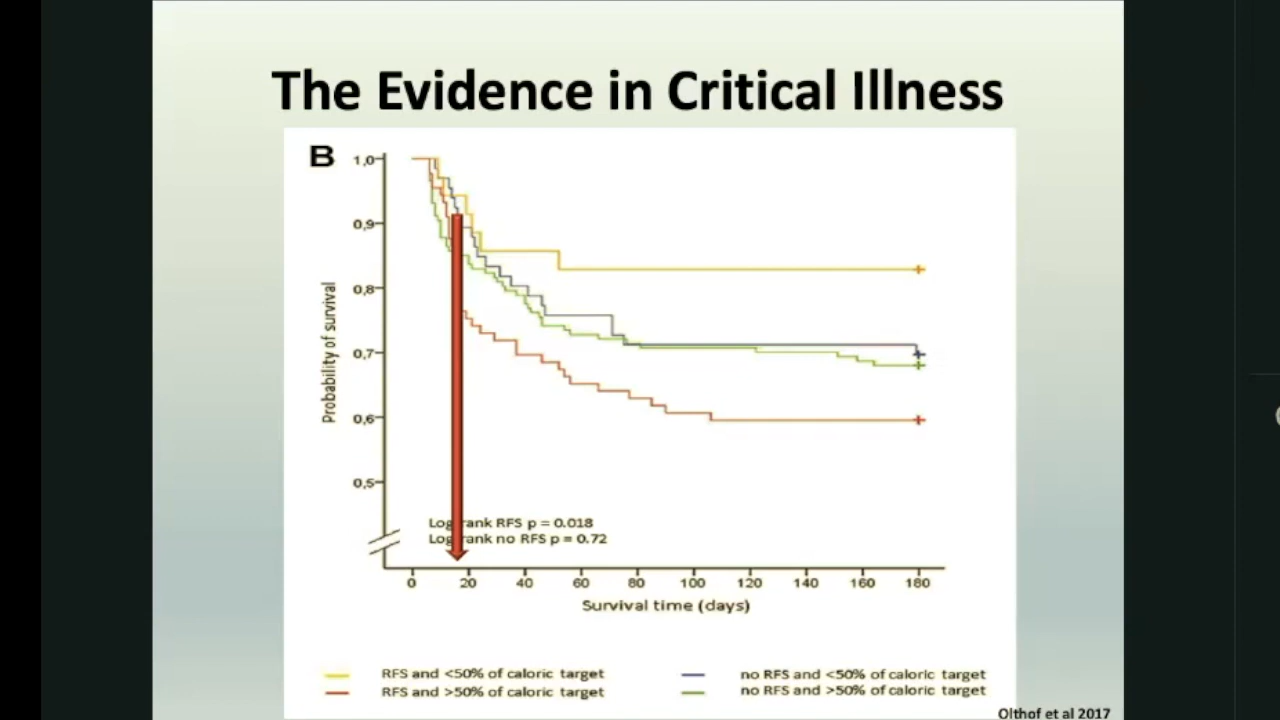 The Evidence in Critical Illness
B
1,0
0,9
0,8
0,7
0,6
0,5
Probability of survival
Log rank RFS p = 0.018
Log rank no RFS p = 0.72
0 20 40 60 80 100 120 140 160 180
Survival time (days)
RFS and <50% of caloric target
RFS and >50% of caloric target
no RFS and <50% of caloric target
no RFS and >50% of caloric target
Olthof et al 2017